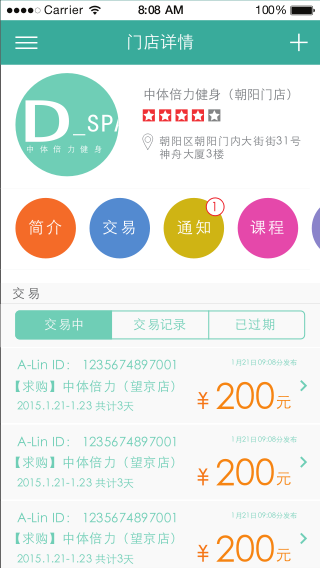 Carrier 8:08 AM 100%
门店详情
D_SPA
中体倍力健身
中体倍力健身（朝阳门店）
朝阳区朝阳门内大街街31号
神舟大厦3楼
简介 交易 通知 1 课程
交易
交易中 交易记录 已过期
A-Lin ID： 1235674897001
1月21日09:08分发布
【求购】中体倍力（望京店）
¥ 200元
2015.1.21-1.23 共计3天
A-Lin ID： 1235674897001
1月21日09:08分发布
【求购】中体倍力（望京店）
¥ 200元
2015.1.21-1.23 共计3天
A-Lin ID： 1235674897001
1月21日09:08分发布
【求购】中体倍力（望京店）
¥ 200元
2015.1.21-1.23 共计3天